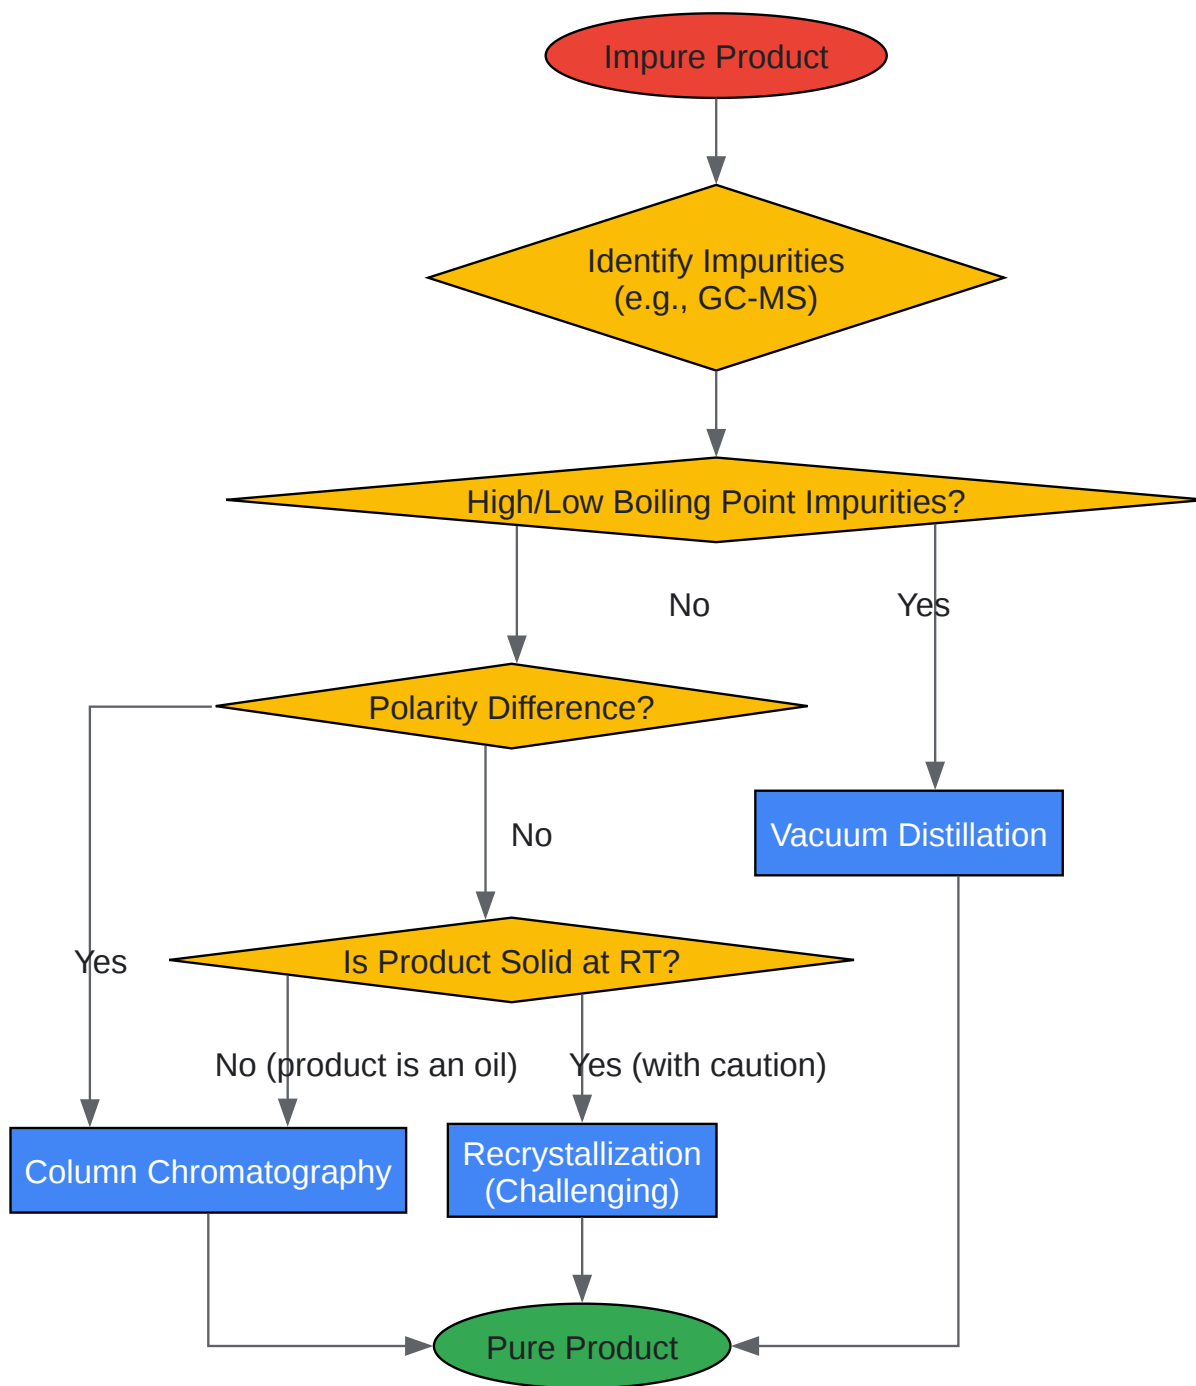 Impure Product
Identify Impurities
(e.g., GC-MS)
High/Low Boiling Point Impurities?
No
Yes
Polarity Difference?
No
Vacuum Distillation
Yes
Is Product Solid at RT?
No (product is an oil)
Yes (with caution)
Column Chromatography
Recrystallization
(Challenging)
Pure Product